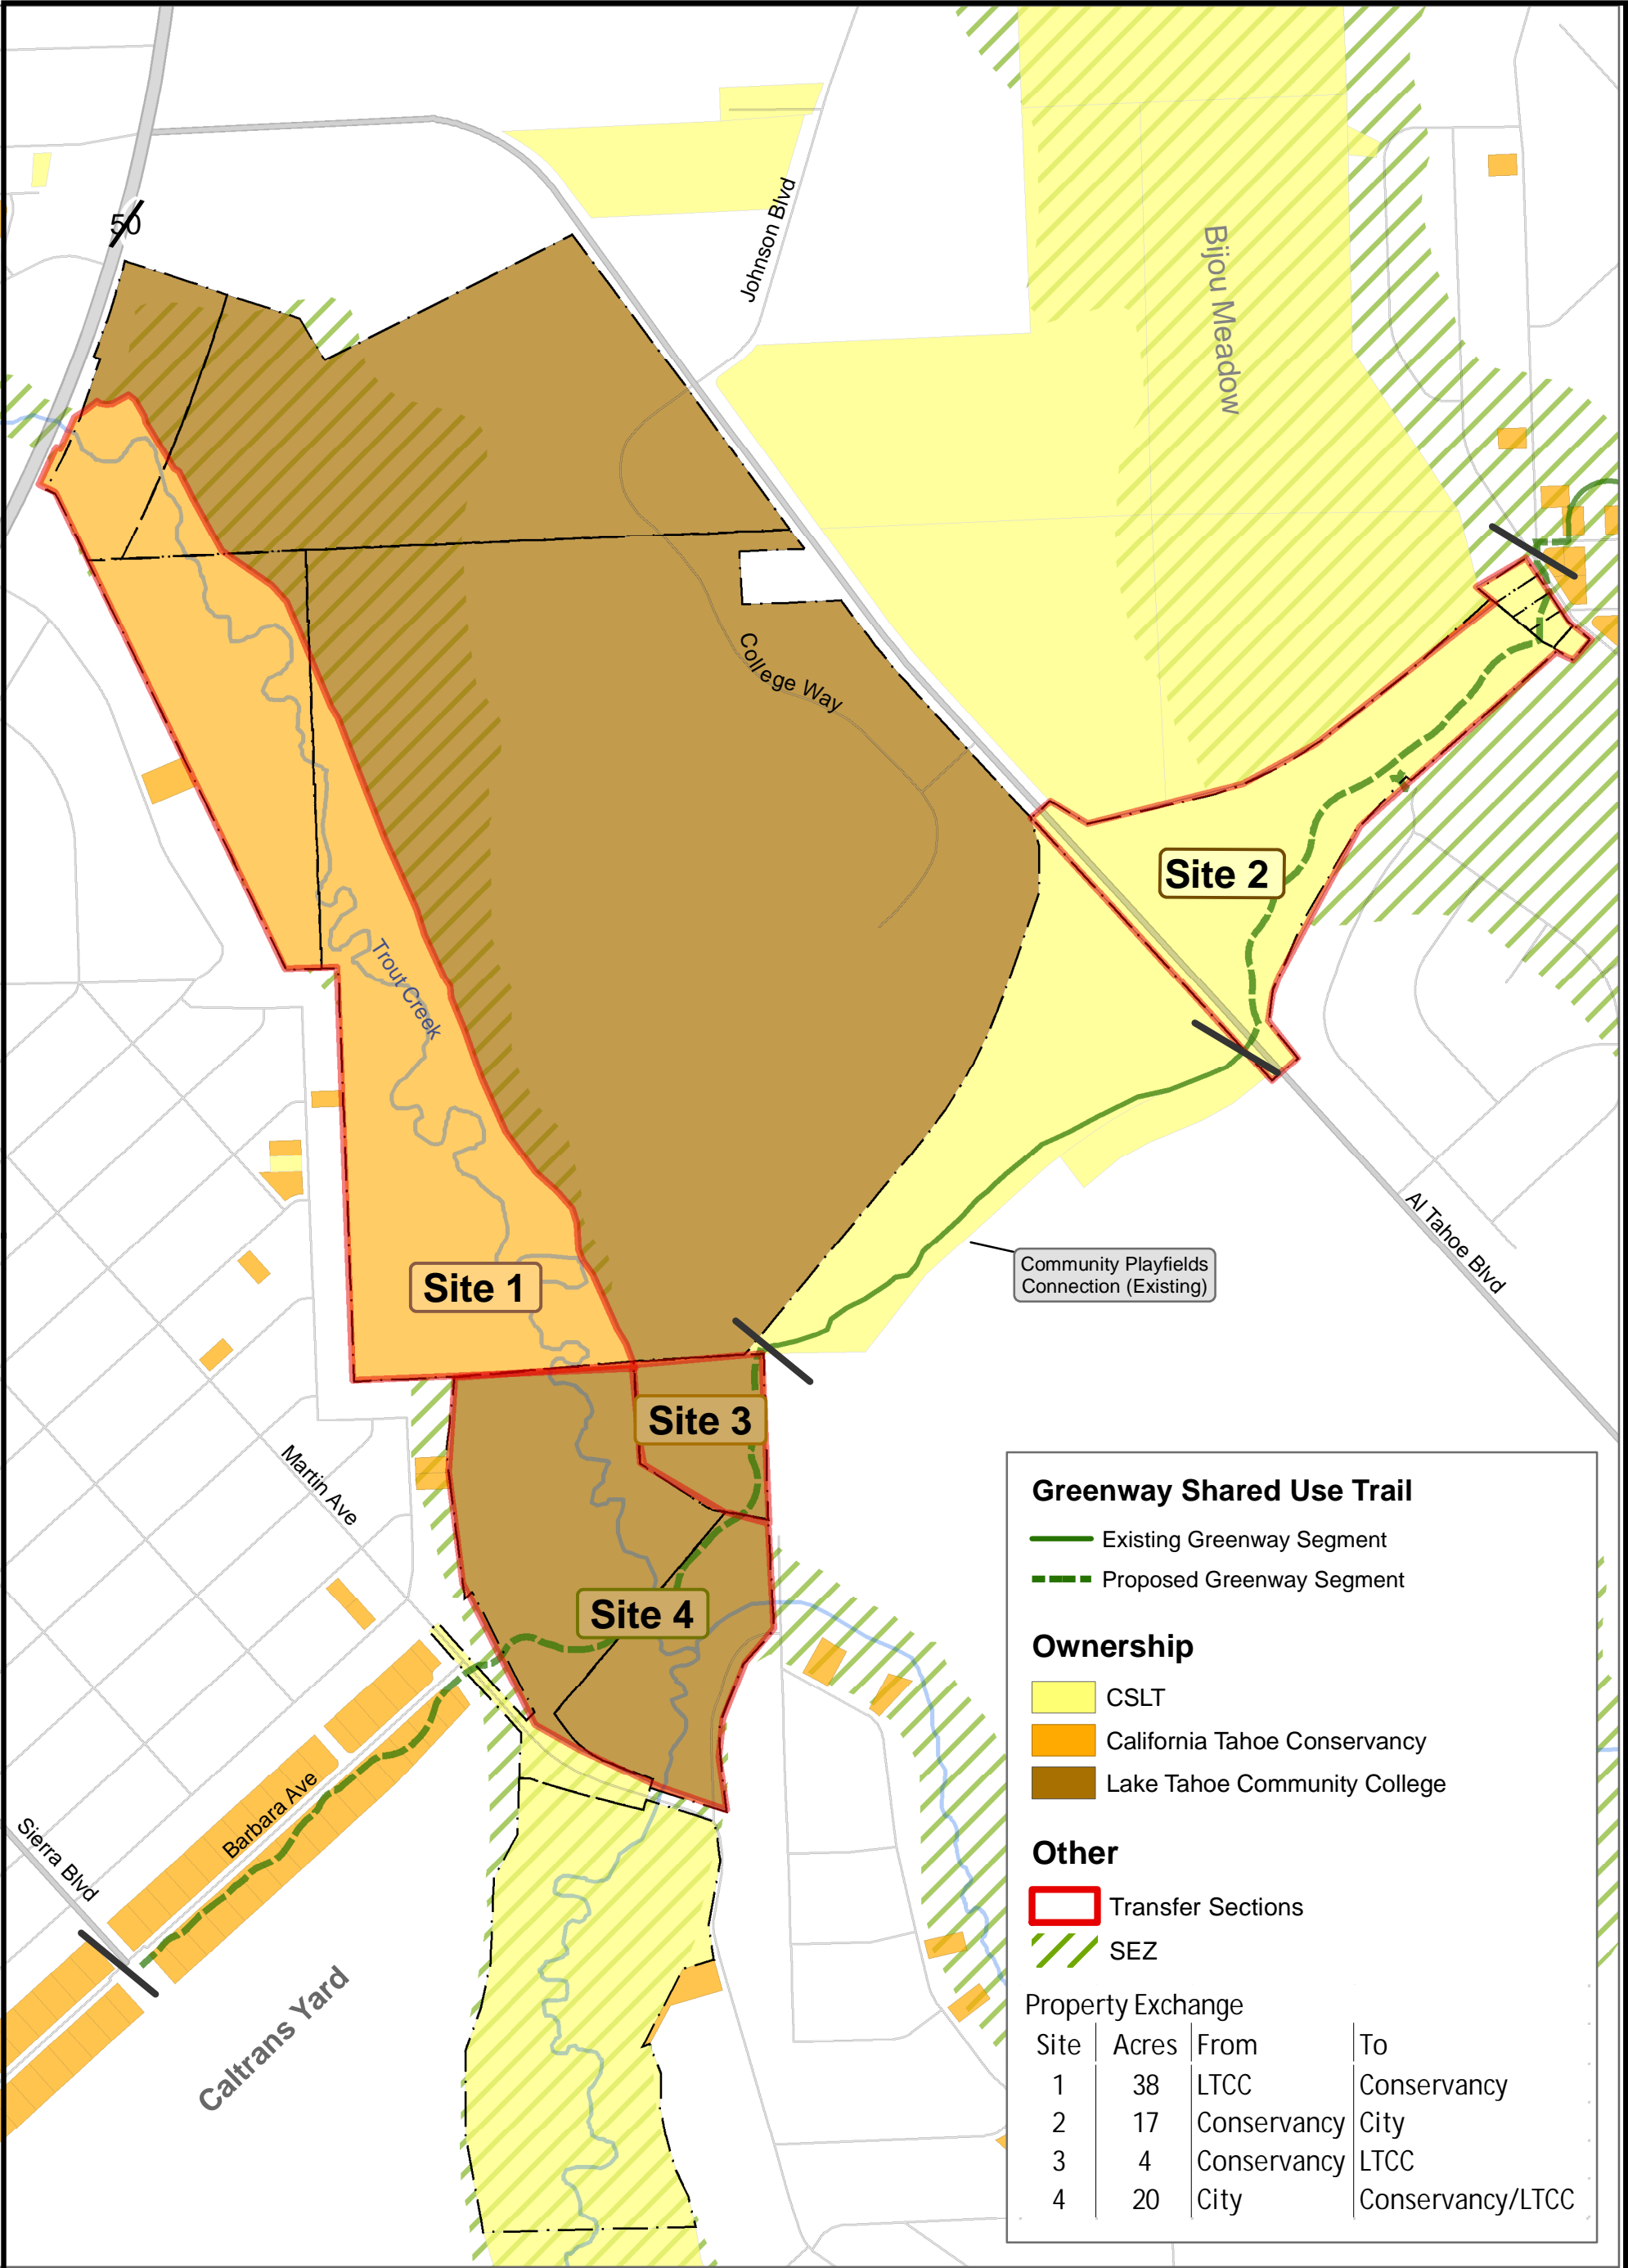 50
Johnson Blvd
Bijou Meadow
College Way
Site 2
Trout Creek
Al Tahoe Blvd
Community Playfields
Connection (Existing)
Site 1
Site 3
Martin Ave
Site 4
Barbara Ave
Sierra Blvd
Caltrans Yard
Greenway Shared Use Trail
Existing Greenway Segment
Proposed Greenway Segment
Ownership
CSLT
California Tahoe Conservancy
Lake Tahoe Community College
Other
Transfer Sections
SEZ
Property Exchange
Site Acres From To
1 38 LTCC Conservancy
2 17 Conservancy City
3 4 Conservancy LTCC
4 20 City Conservancy/LTCC